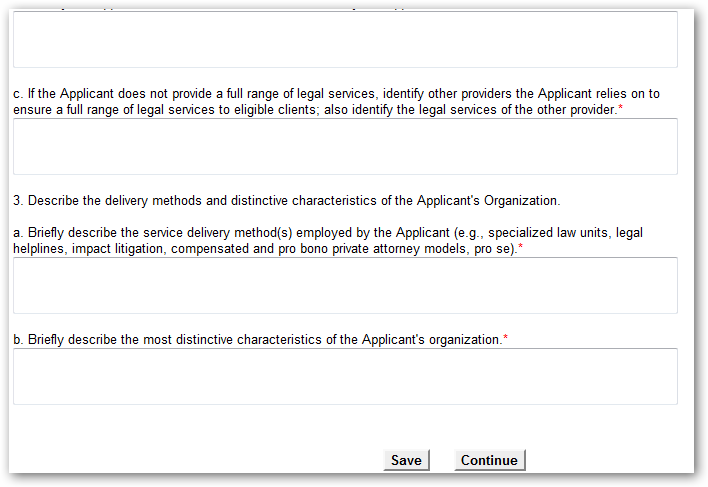 c. If the Applicant does not provide a full range of legal services, identify other providers the Applicant relies on to
ensure a full range of legal services to eligible clients; also identify the legal services of the other provider.*
3. Describe the delivery methods and distinctive characteristics of the Applicant's Organization.
a. Briefly describe the service delivery method(s) employed by the Applicant (e.g., specialized law units, legal
helplines, impact litigation, compensated and pro bono private attorney models, pro se).*
b. Briefly describe the most distinctive characteristics of the Applicant's organization.*
Save Continue